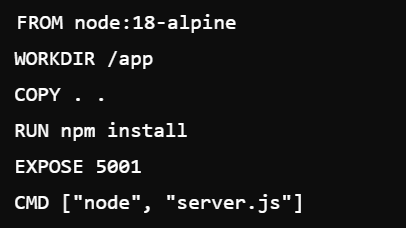 FROM node:18-alpine
WORKDIR /app
COPY . .
RUN npm install
EXPOSE 5001
CMD ["node", "server.js"]